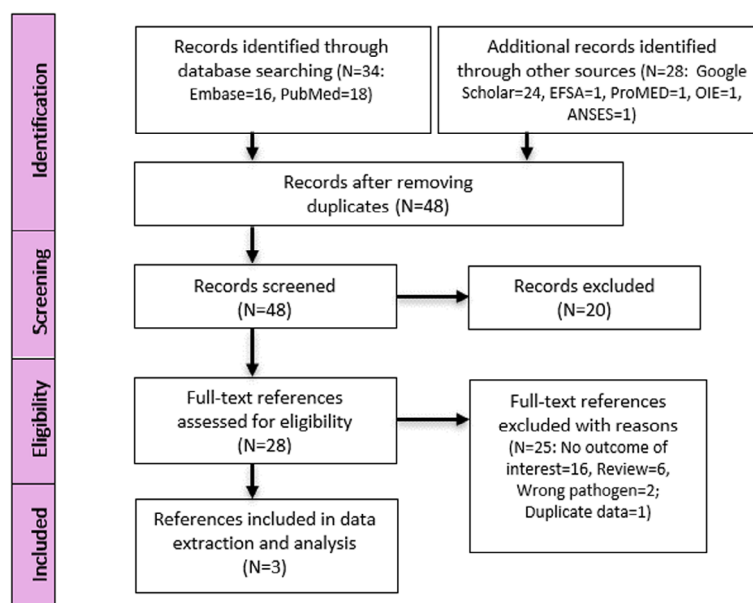 Identification
Records identified through
database searching (N=34:
Embase=16, PubMed=18)
Additional records identified
through other sources (N=28: Google
Scholar=24, EFSA=1, ProMED=1, OIE=1,
ANSES=1)
Records after removing
duplicates (N=48)
Screening
Records screened
(N=48)
Records excluded
(N=20)
Eligibility
Full-text references
assessed for eligibility
(N=28)
Full-text references
excluded with reasons
(N=25: No outcome of
interest=16, Review=6,
Wrong pathogen=2;
Duplicate data=1)
Included
References included in data
extraction and analysis
(N=3)